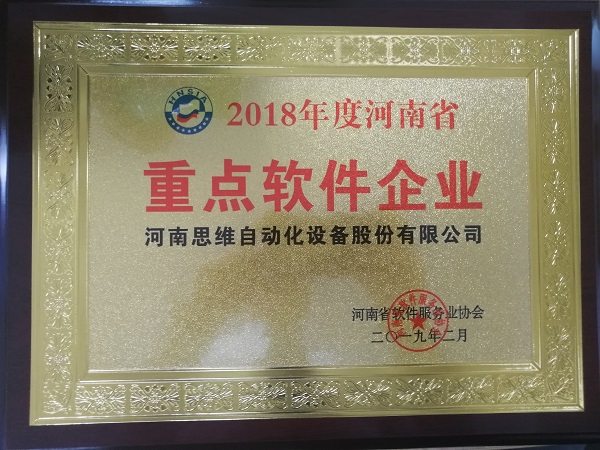 HNSIA
2018年度河南省
重点软件企业
河南思维自动化设备股份有限公司
河南省软件服务业协会
二〇一九年二月